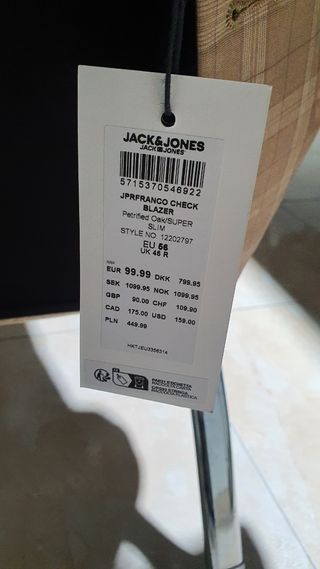 JACK&JONES
JACK&JONES
5715370546922
JPRFRANCO CHECK
BLAZER
Petrified Oak/SUPER
SLIM
STYLE NO. 12202797
EU 56
UK 46 R
RRP
EUR 99.99 DKK 799.95
SEK 1099.95 NOK 1099.95
GBP 90.00 CHF 109.90
CAD 175.00 USD 159.00
PLN 449.99
HKTJEU3356314